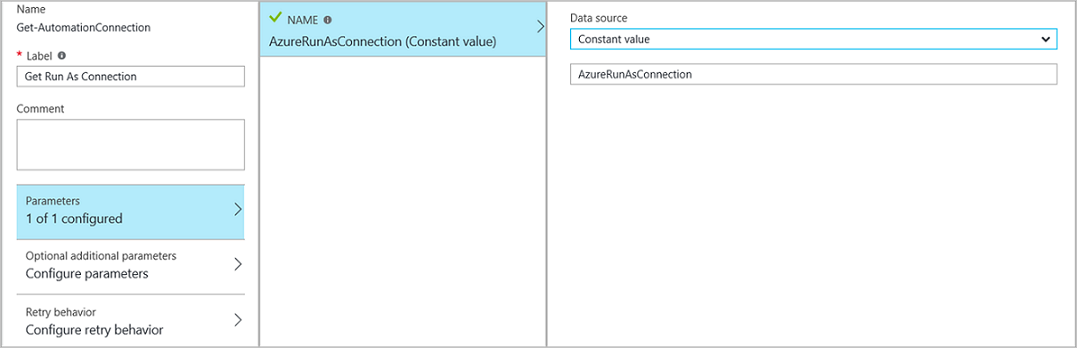 Name
Get-AutomationConnection
* Label
Get Run As Connection
Comment
Parameters
1 of 1 configured
Optional additional parameters
Configure parameters
Retry behavior
Configure retry behavior
NAME
AzureRunAsConnection (Constant value)
Data source
Constant value
AzureRunAsConnection